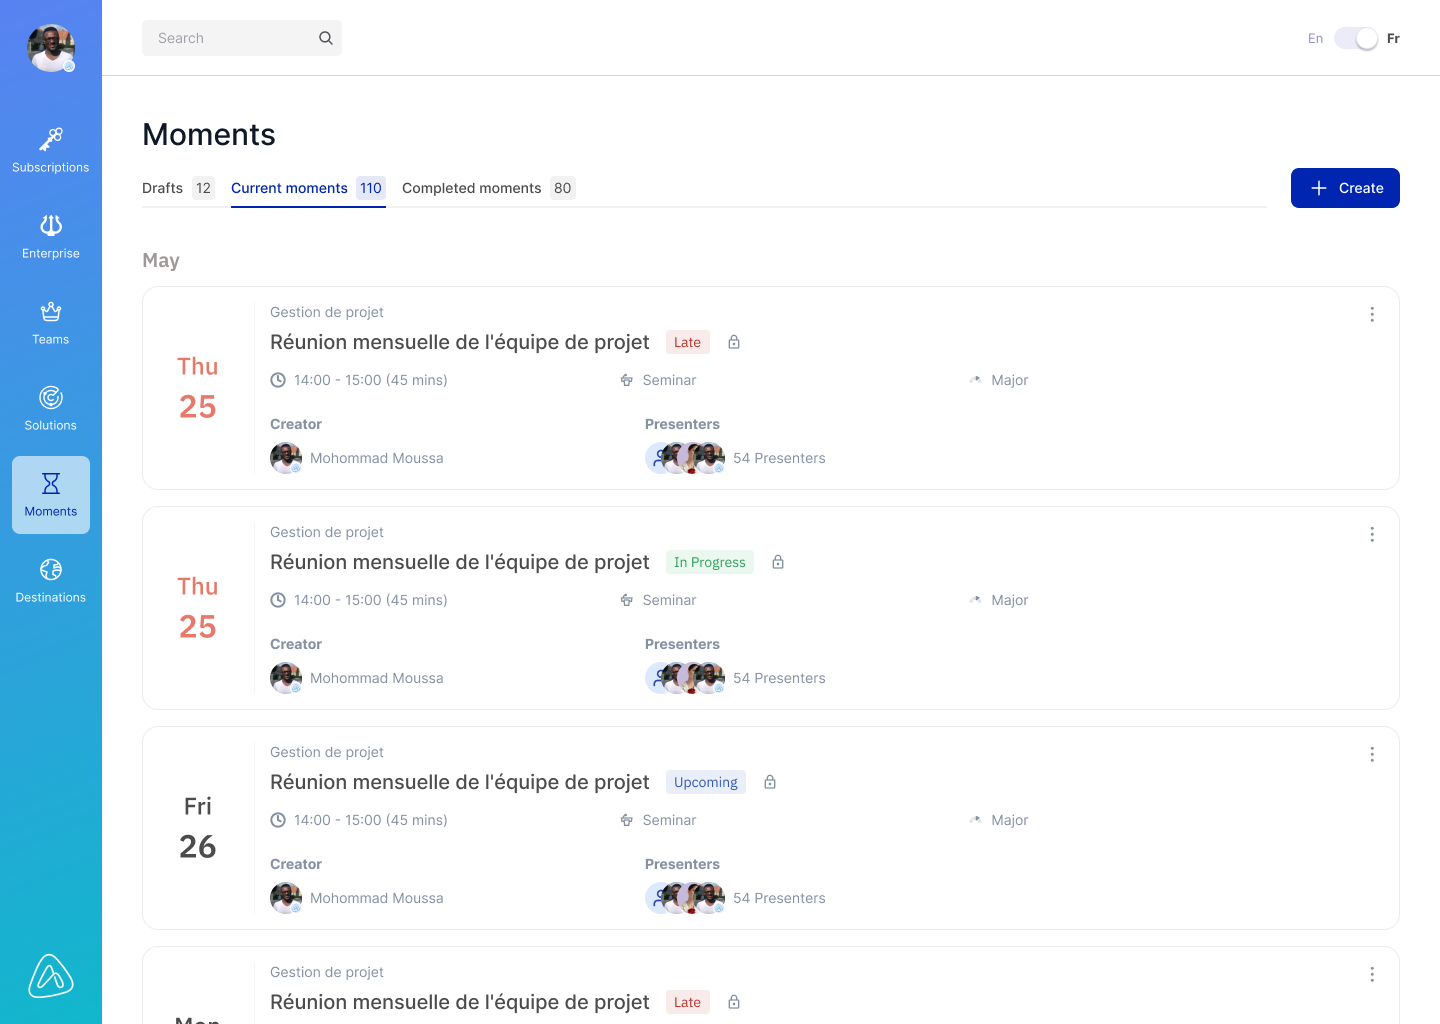 Search
En Fr
Subscriptions
Enterprise
Teams
Solutions
Moments
Destinations
Moments
Drafts 12 Current moments 110 Completed moments 80
Create
May
Thu
25
Gestion de projet
Réunion mensuelle de l'équipe de projet Late
14:00 - 15:00 (45 mins) Seminar Major
Creator Presenters
Mohommad Moussa 54 Presenters
Thu
25
Gestion de projet
Réunion mensuelle de l'équipe de projet In Progress
14:00 - 15:00 (45 mins) Seminar Major
Creator Presenters
Mohommad Moussa 54 Presenters
Fri
26
Gestion de projet
Réunion mensuelle de l'équipe de projet Upcoming
14:00 - 15:00 (45 mins) Seminar Major
Creator Presenters
Mohommad Moussa 54 Presenters
Mon
Gestion de projet
Réunion mensuelle de l'équipe de projet Late